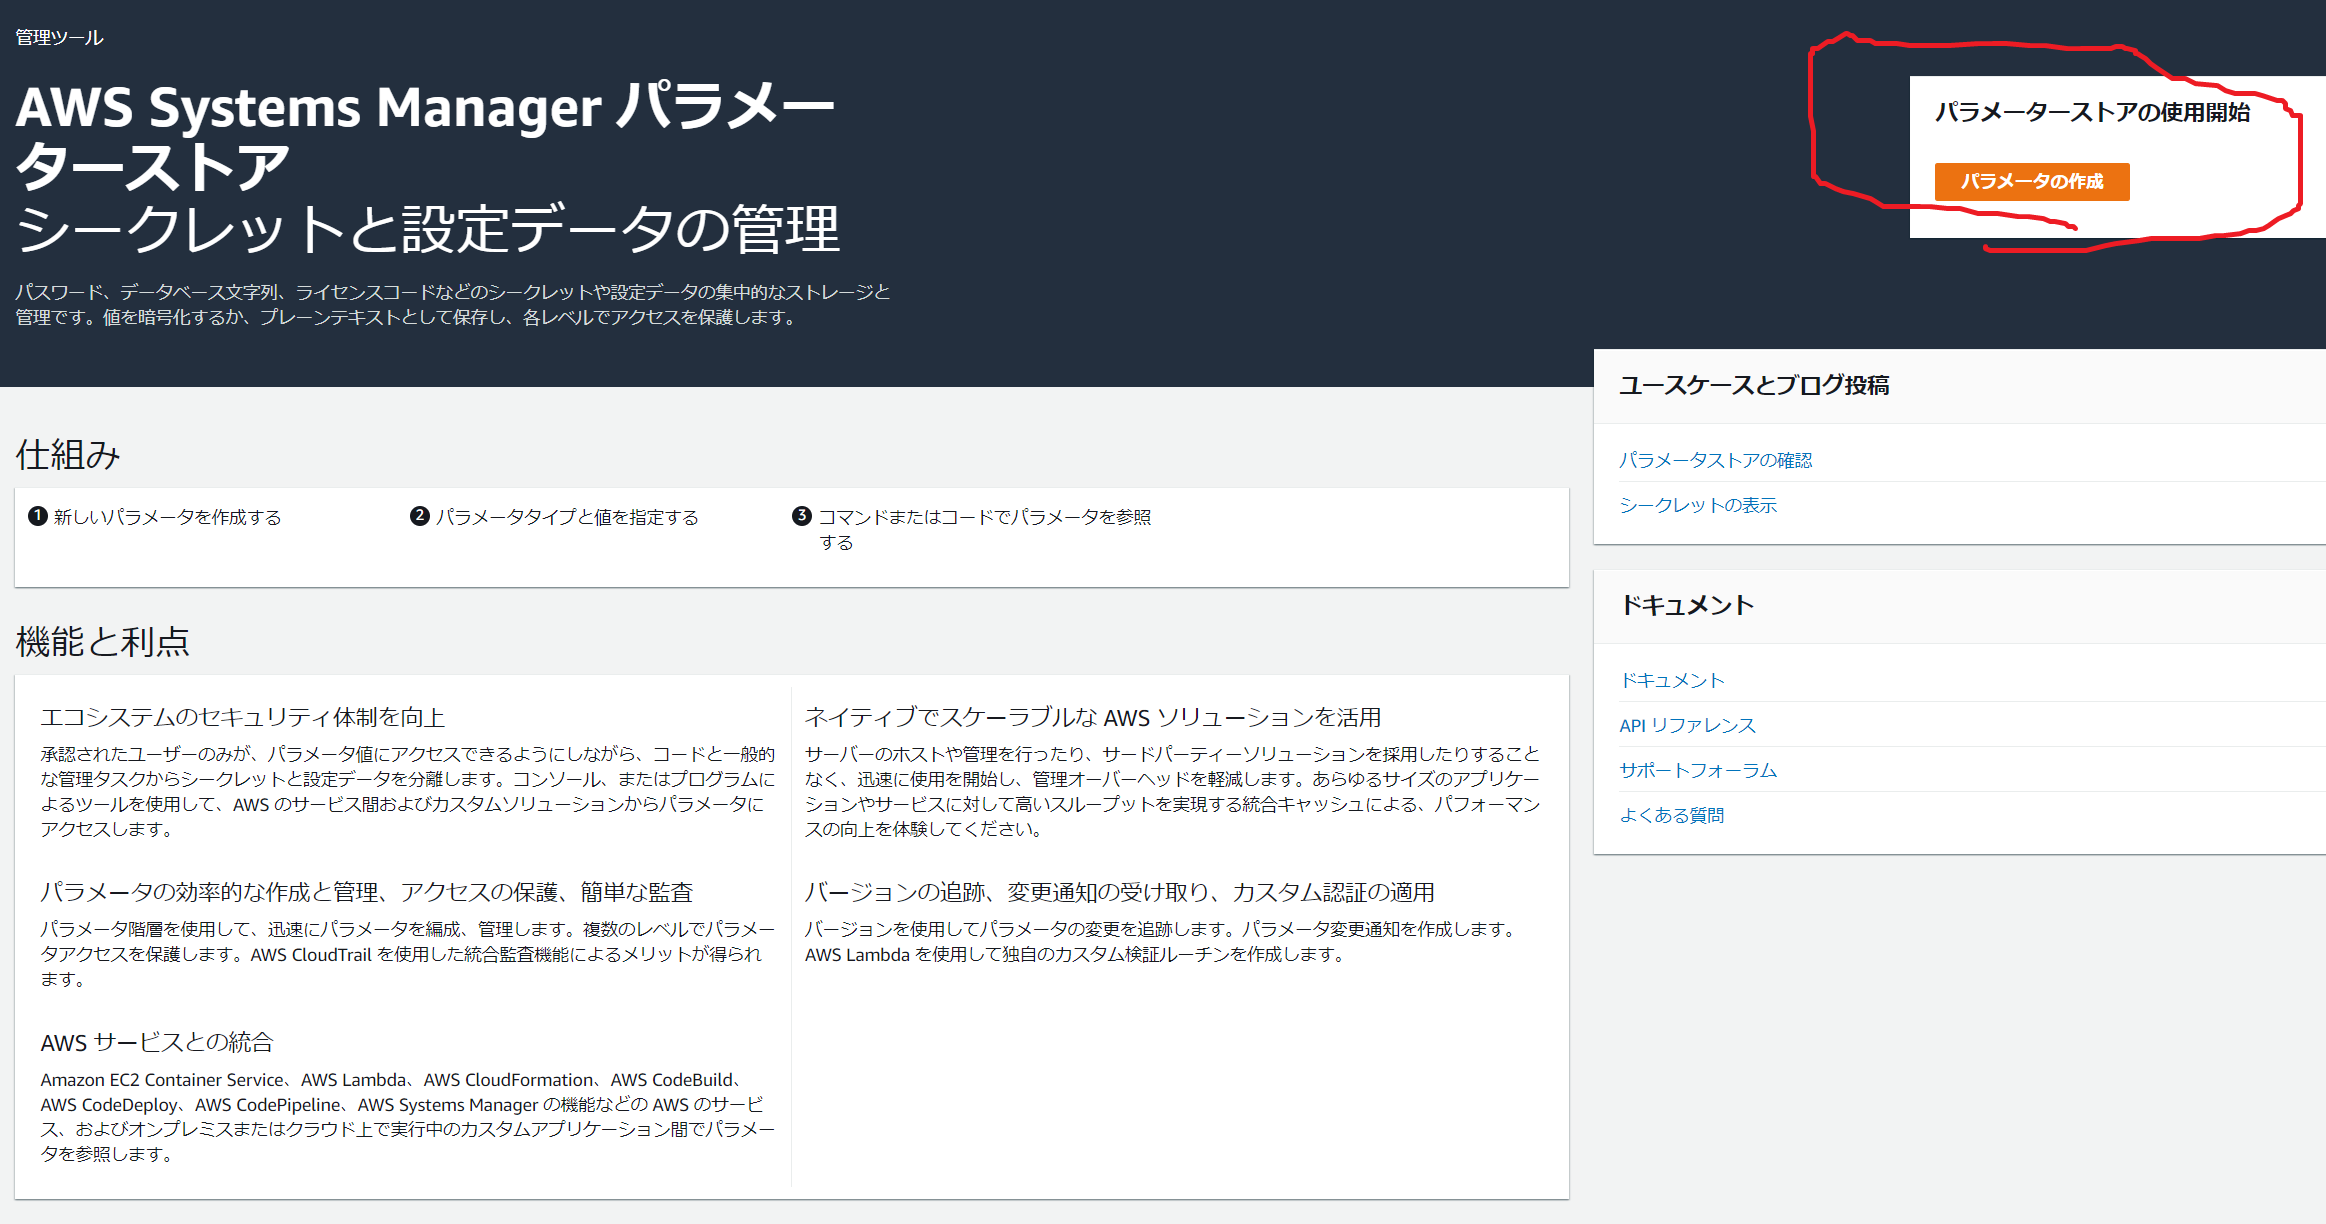 管理ツール
AWS Systems Manager パラメー
ターストア
シークレットと設定データの管理
パスワード、データベース文字列、ライセンスコードなどのシークレットや設定データの集中的なストレージと
管理です。値を暗号化するか、プレーンテキストとして保存し、各レベルでアクセスを保護します。
パラメーターストアの使用開始
パラメータの作成
仕組み
1 新しいパラメータを作成する
2 パラメータタイプと値を指定する
3 コマンドまたはコードでパラメータを参照
する
機能と利点
エコシステムのセキュリティ体制を向上
承認されたユーザーのみが、パラメータ値にアクセスできるようにしながら、コードと一般的
な管理タスクからシークレットと設定データを分離します。コンソール、またはプログラムに
よるツールを使用して、AWS のサービス間およびカスタムソリューションからパラメータに
アクセスします。
ネイティブでスケーラブルな AWS ソリューションを活用
サーバーのホストや管理を行ったり、サードパーティーソリューションを採用したりすること
なく、迅速に使用を開始し、管理オーバーヘッドを軽減します。あらゆるサイズのアプリケー
ションやサービスに対して高いスループットを実現する統合キャッシュによる、パフォーマン
スの向上を体験してください。
パラメータの効率的な作成と管理、アクセスの保護、簡単な監査
パラメータ階層を使用して、迅速にパラメータを編成、管理します。複数のレベルでパラメー
タアクセスを保護します。AWS CloudTrail を使用した統合監査機能によるメリットが得られ
ます。
バージョンの追跡、変更通知の受け取り、カスタム認証の適用
バージョンを使用してパラメータの変更を追跡します。パラメータ変更通知を作成します。
AWS Lambda を使用して独自のカスタム検証ルーチンを作成します。
AWS サービスとの統合
Amazon EC2 Container Service、AWS Lambda、AWS CloudFormation、AWS CodeBuild、
AWS CodeDeploy、AWS CodePipeline、AWS Systems Manager の機能などの AWS のサービ
ス、およびオンプレミスまたはクラウド上で実行中のカスタムアプリケーション間でパラメー
タを参照します。
ユースケースとブログ投稿
パラメータストアの確認
シークレットの表示
ドキュメント
ドキュメント
API リファレンス
サポートフォーラム
よくある質問